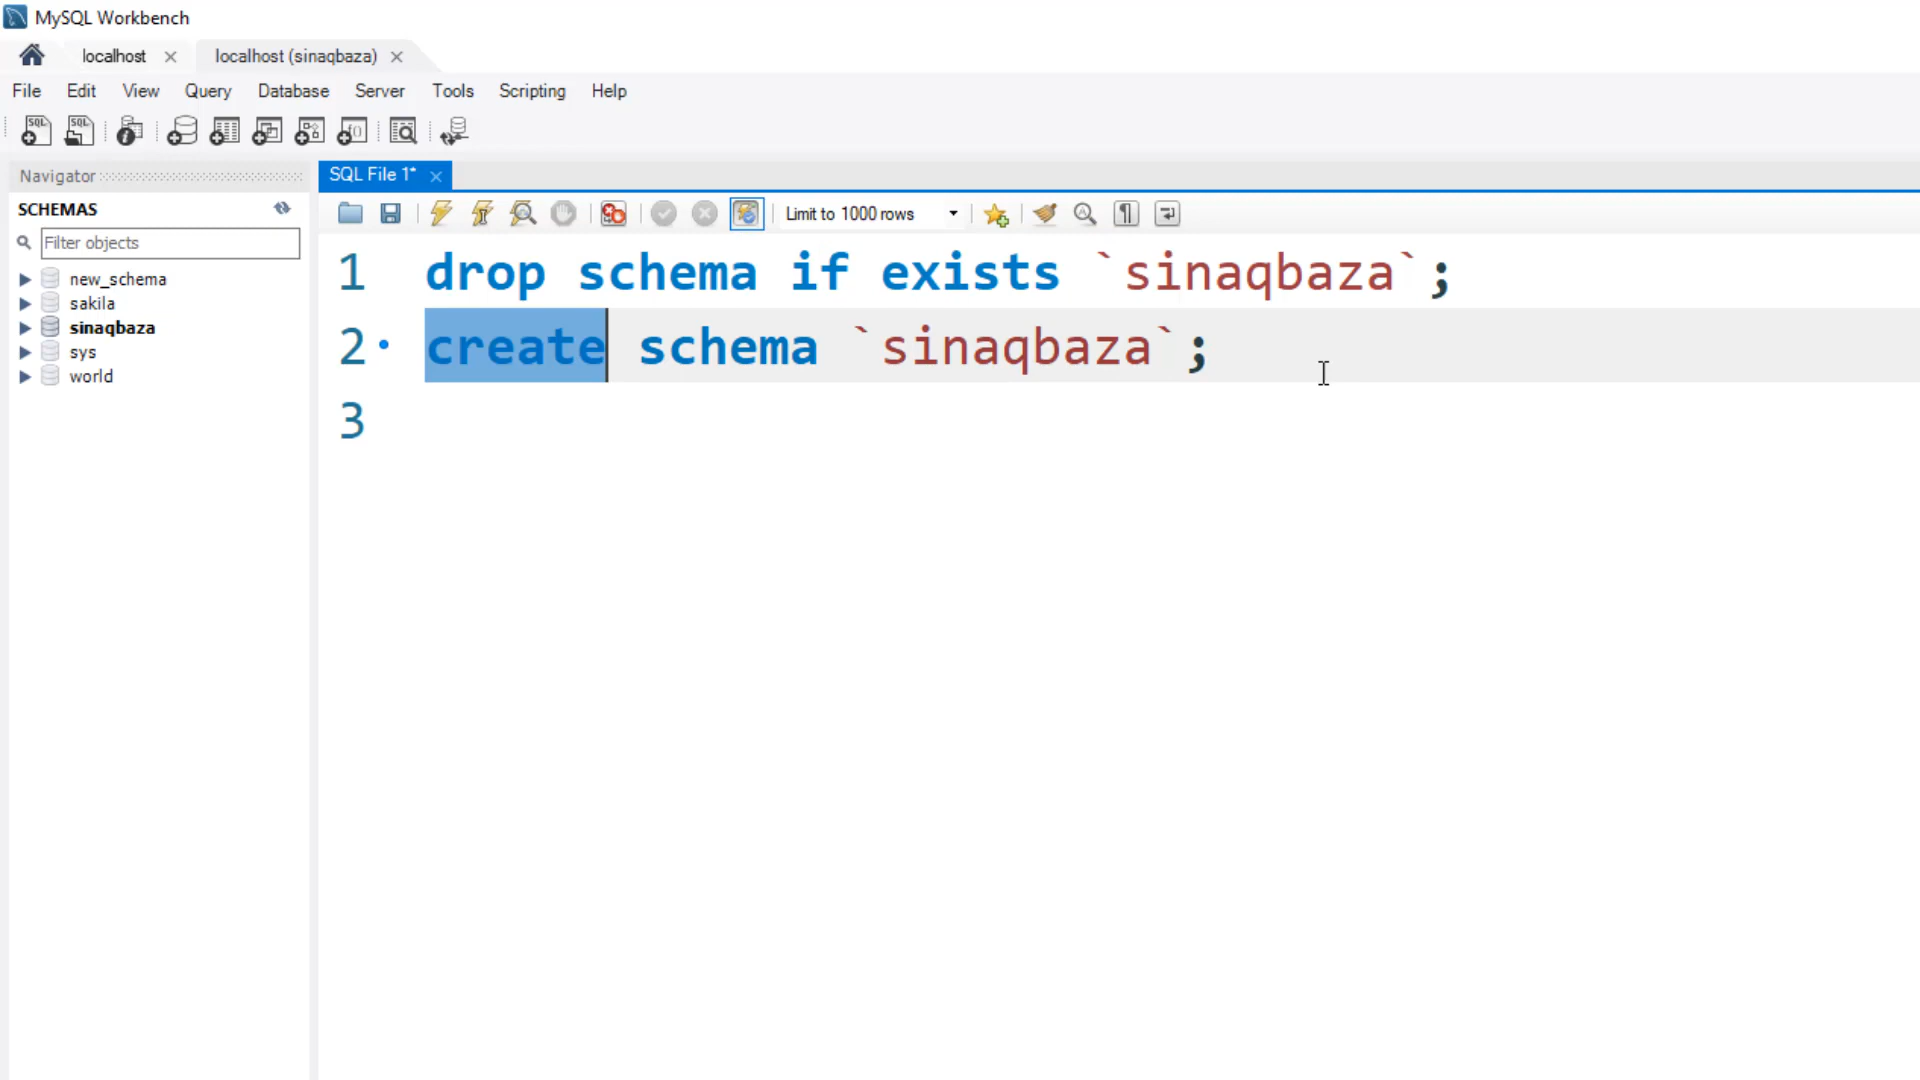 MySQL Workbench
localhost
localhost (sinaqbaza)
File Edit View Query Database Server Tools Scripting Help
SQL SQL
Navigator
SQL File 1*
SCHEMAS
Limit to 1000 rows
Filter objects
new_schema
sakila
sinaqbaza
sys
world
1 drop schema if exists `sinaqbaza`;
2 create schema `sinaqbaza`;
3